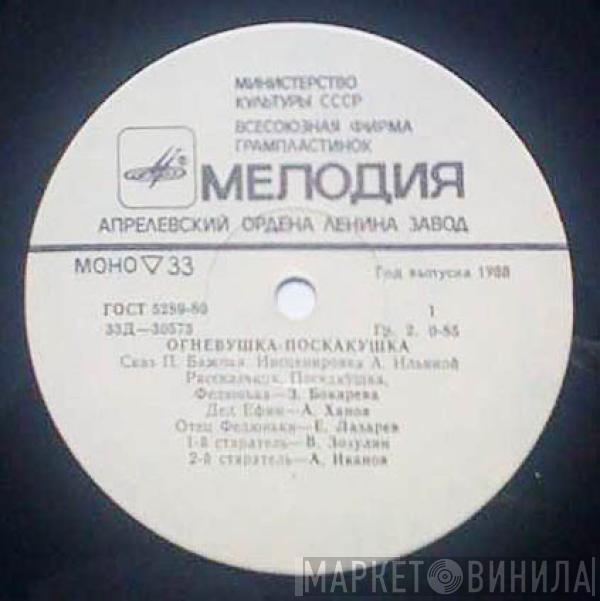 МИНИСТЕРСТВО
КУЛЬТУРЫ СССР
ВСЕСОЮЗНАЯ ФИРМА
ГРАМПЛАСТИНОК
МЕЛОДИЯ
АПРЕЛЕВСКИЙ ОРДЕНА ЛЕНИНА ЗАВОД
МОНО ▽ 33
Год выпуска 1988
ГОСТ 5289-80
1
33Д—30573
Гр. 2. 0-85
ОГНЕВУШКА-ПОСКАКУШКА
Сказ П. Бажова. Инсценировка А. Ильиной
Рассказчица, Поскакушка,
Федюнька—З. Бокарева
Дед Ефим—А. Ханов
Отец Федюньки—Е. Лазарев
1-й старатель—В. Зозулин
2-й старатель—А. Иванов
МАРКЕТ ВИНИЛА